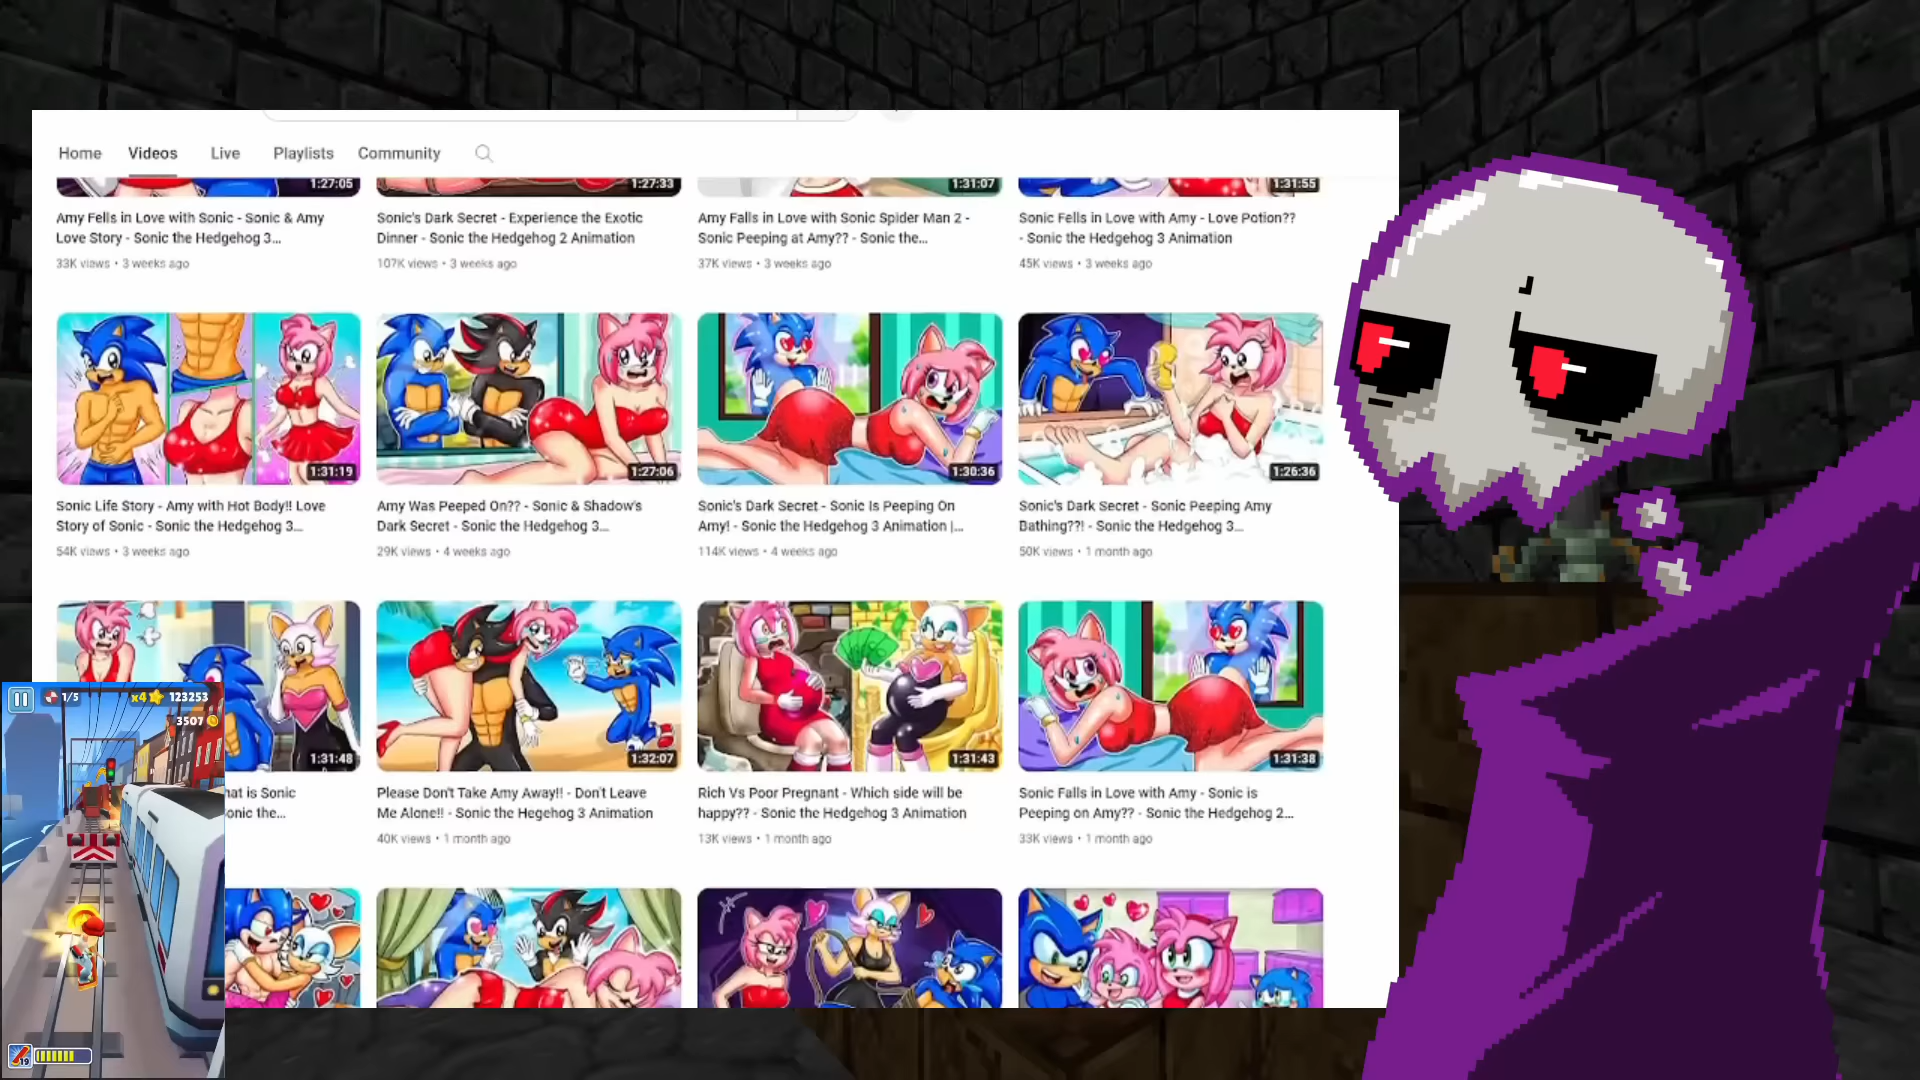 Home Videos Live Playlists Community
1:27:05 1:27:33 1:31:07 1:31:55
Amy Fells in Love with Sonic - Sonic & Amy
Love Story - Sonic the Hedgehog 3...
33K views • 3 weeks ago
Sonic's Dark Secret - Experience the Exotic
Dinner - Sonic the Hedgehog 2 Animation
107K views • 3 weeks ago
Amy Falls in Love with Sonic Spider Man 2 -
Sonic Peeping at Amy?? - Sonic the...
37K views • 3 weeks ago
Sonic Fells in Love with Amy - Love Potion??
- Sonic the Hedgehog 3 Animation
45K views • 3 weeks ago
1:31:19
Sonic Life Story - Amy with Hot Body!! Love
Story of Sonic - Sonic the Hedgehog 3...
54K views • 3 weeks ago
1:27:06
Amy Was Peeped On?? - Sonic & Shadow's
Dark Secret - Sonic the Hedgehog 3...
29K views • 4 weeks ago
1:30:36
Sonic's Dark Secret - Sonic Is Peeping On
Amy! - Sonic the Hedgehog 3 Animation |...
114K views • 4 weeks ago
1:26:36
Sonic's Dark Secret - Sonic Peeping Amy
Bathing??! - Sonic the Hedgehog 3...
50K views • 1 month ago
1:31:48
hat is Sonic
onic the...
1:32:07
Please Don't Take Amy Away!! - Don't Leave
Me Alone!! - Sonic the Hegehog 3 Animation
40K views • 1 month ago
1:31:43
Rich Vs Poor Pregnant - Which side will be
happy?? - Sonic the Hedgehog 3 Animation
13K views • 1 month ago
1:31:38
Sonic Falls in Love with Amy - Sonic is
Peeping on Amy?? - Sonic the Hedgehog 2...
33K views • 1 month ago
1/5 x4 123253
3507
19